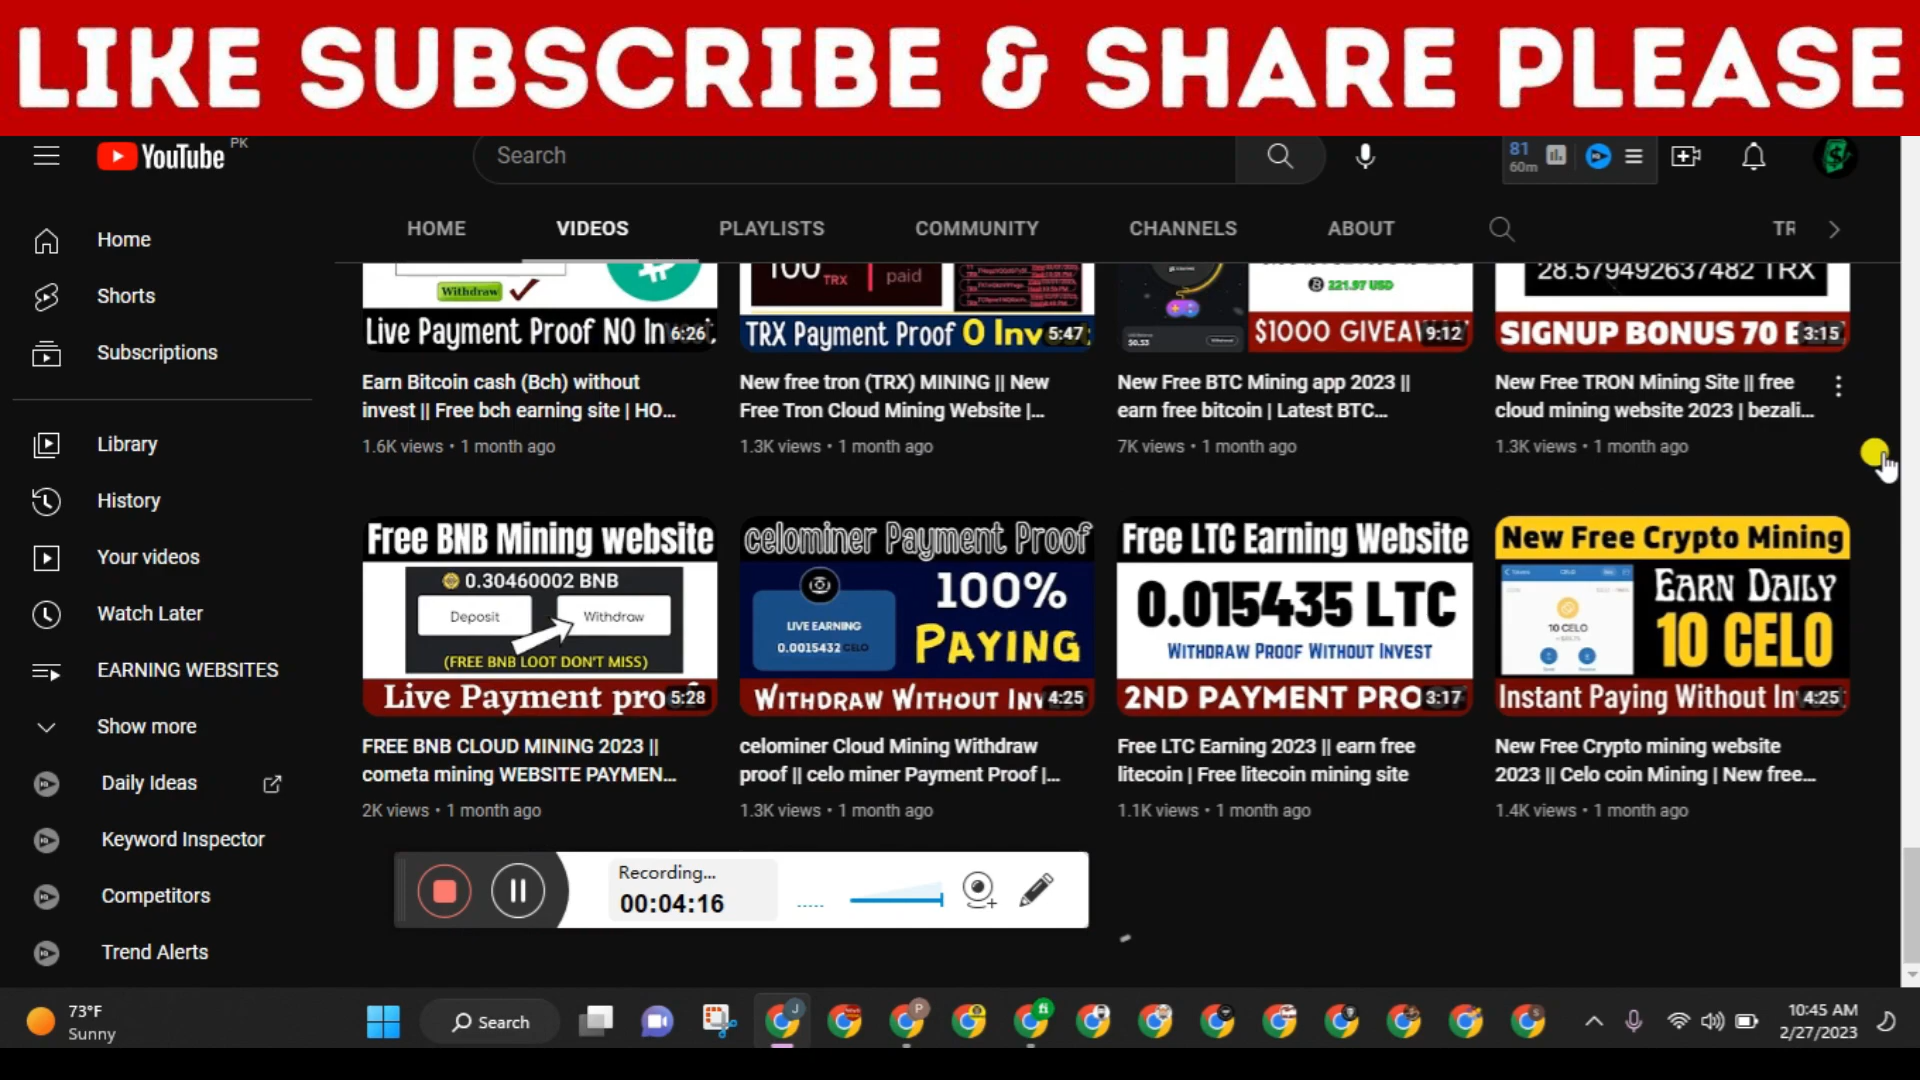 LIKE SUBSCRIBE & SHARE PLEASE
YouTube PK
Search
81
60m
HOME
VIDEOS
PLAYLISTS
COMMUNITY
CHANNELS
ABOUT
TR
Home
Shorts
Subscriptions
Library
History
Your videos
Watch Later
EARNING WEBSITES
Show more
Daily Ideas
Keyword Inspector
Competitors
Trend Alerts
Withdraw
Live Payment Proof NO
6:26
Earn Bitcoin cash (Bch) without
invest || Free bch earning site | HO...
1.6K views • 1 month ago
100 TRX
paid
TRX Payment Proof 0
5:47
New free tron (TRX) MINING || New
Free Tron Cloud Mining Website |...
1.3K views • 1 month ago
221.97 USD
$0.53
$1000
9:12
New Free BTC Mining app 2023 ||
earn free bitcoin | Latest BTC...
7K views • 1 month ago
28.579492637482 TRX
SIGNUP BONUS 70
3:15
New Free TRON Mining Site || free
cloud mining website 2023 | bezali...
1.3K views • 1 month ago
Free BNB Mining website
0.30460002 BNB
Deposit
Withdraw
(FREE BNB LOOT DON'T MISS)
Live Payment
5:28
FREE BNB CLOUD MINING 2023 ||
cometa mining WEBSITE PAYMEN...
2K views • 1 month ago
celominer Payment Proof
100%
PAYING
LIVE EARNING
0.0015432 CELO
WITHDRAW WITHOUT
4:25
celominer Cloud Mining Withdraw
proof || celo miner Payment Proof |...
1.3K views • 1 month ago
Free LTC Earning Website
0.015435 LTC
WITHDRAW PROOF WITHOUT INVEST
2ND PAYMENT
3:17
Free LTC Earning 2023 || earn free
litecoin | Free litecoin mining site
1.1K views • 1 month ago
New Free Crypto Mining
10 CELO
EARN DAILY
10 CELO
Instant Paying Without
4:25
New Free Crypto mining website
2023 || Celo coin Mining | New free...
1.4K views • 1 month ago
Recording...
00:04:16
73°F
Sunny
Search
10:45 AM
2/27/2023